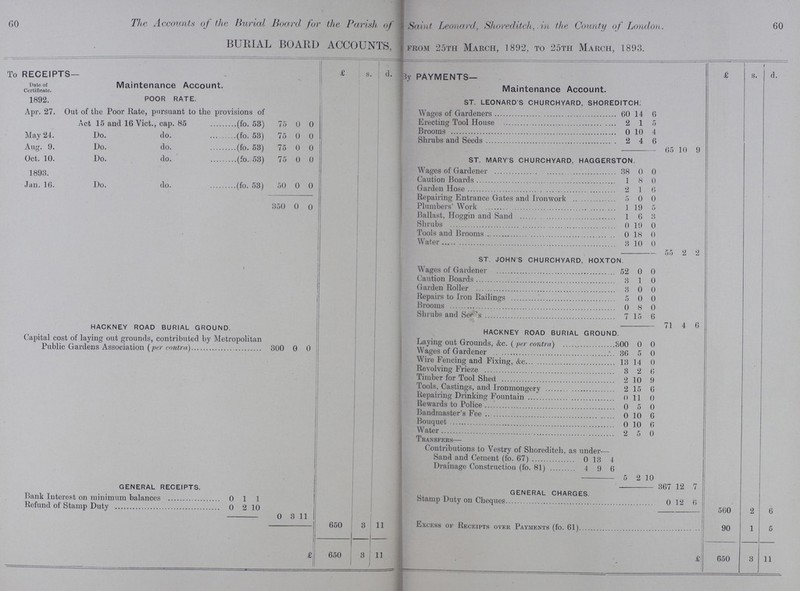 60
The Accounts of the Burial Board for the Parish of Saint Leonard, Shoreditch, in the County of London.
60
BURIAL BOARD ACCOUNTS, FROM 25TH MARCH, 1892, TO 25TH MARCH, 1893.
To RECEIPTS— £ s. d.
Date of Certificate.
Maintenance Account.
1892. POOR RATE.
Apr. 27. Out of the Poor Rate, pursuant to the provisions of
Act 15 and 16 Vict., cap. 85 .........(fo. 53) 75 0 0
May 24. Do. do. .........(fo. 53) 75 0 0
Aug. 9. Do. do. .........(fo. 53) 75 0 0
Oct. 10. Do. do. .........(fo. 53) 75 0 0
1893.
Jan. 16. Do. do. .........(fo. 53) 50 0 0
350 0 0
HACKNEY ROAD BURIAL GROUND.
Capital cost of laying out grounds, contributed by Metropolitan
Public Gardens Association (per contra)..................... 300 0 0
GENERAL RECEIPTS.
Bank Interest on minimum balances ............... 0 1 1
Refund of Stamp Duty .............................. 0 2 10
0 3 11
650 3 11
£ 650 3 11
By PAYMENTS— £ s. d.
Maintenance Account.
ST. LEONARD'S CHURCHYARD, SHOREDITCH.
Wages of Gardeners .............................. 60 14 6
Erecting Tool House .............................. 2 1 5
Brooms .............................. 0 10 4
Shrubs and Seeds .............................. 2 4 6
65 10 9
ST. MARY'S CHURCHYARD, HAGGERSTON.
Wages of Gardener .............................. 38 0 0
Caution Boards .............................. 1 8 0
Garden Hose .............................. 2 1 6
Repairing Entrance Gates and Ironwork ............ 5 0 0
Plumbers' Work .............................. 1 19 5
Ballast, Hoggin and Sand .............................. 1 6 3
Shrubs .............................. 0 19 0
Tools and Brooms .............................. 0 18 0
Water .............................. 3 10 0
55 2 2
ST. JOHN'S CHURCHYARD, HOXTON.
Wages of Gardener .............................. 52 0 0
Caution Boards .............................. 3 1 0
Garden Roller .............................. 3 0 0
Repairs to Iron Railings .............................. 5 0 0
Brooms .............................. 0 8 0
Shrubs and .............................. 7 15 6
71 4 6
HACKNEY ROAD BURIAL GROUND.
Laying out Grounds, &c. (per contra) ...............300 0 0
Wages of Gardener .............................. 36 5 0
Wire Fencing and Fixing, &c. .............................. 13 14 0
Revolving Frieze .............................. 3 2 6
Timber for Tool Shed .............................. 2 10 9
Tools, Castings, and Ironmongery .............................. 2 15 6
Repairing Drinking Fountain .............................. 0 11 0
Rewards to Police .............................. 0 5 0
Bandmaster's Fee .............................. 0 10 6
Bouquet .............................. 0 10 6
Water .............................. 2 5 0
TRANSFERS—
Contributions to Vestry of Shoreditch, as under—
Sand and Cement (fo. 67) ............... 0 13 4
Drainage Construction (fo. 81) ......... 4 9 6
5 2 10
367 12 7
GENERAL CHARGES.
Stamp Duty on Cheques .............................. 0 12 6
560 2 6
EXCESS OF RECEIPTS OVER PAYMENTS (fo. 61) .............................. 90 1 5
£ 650 3 11